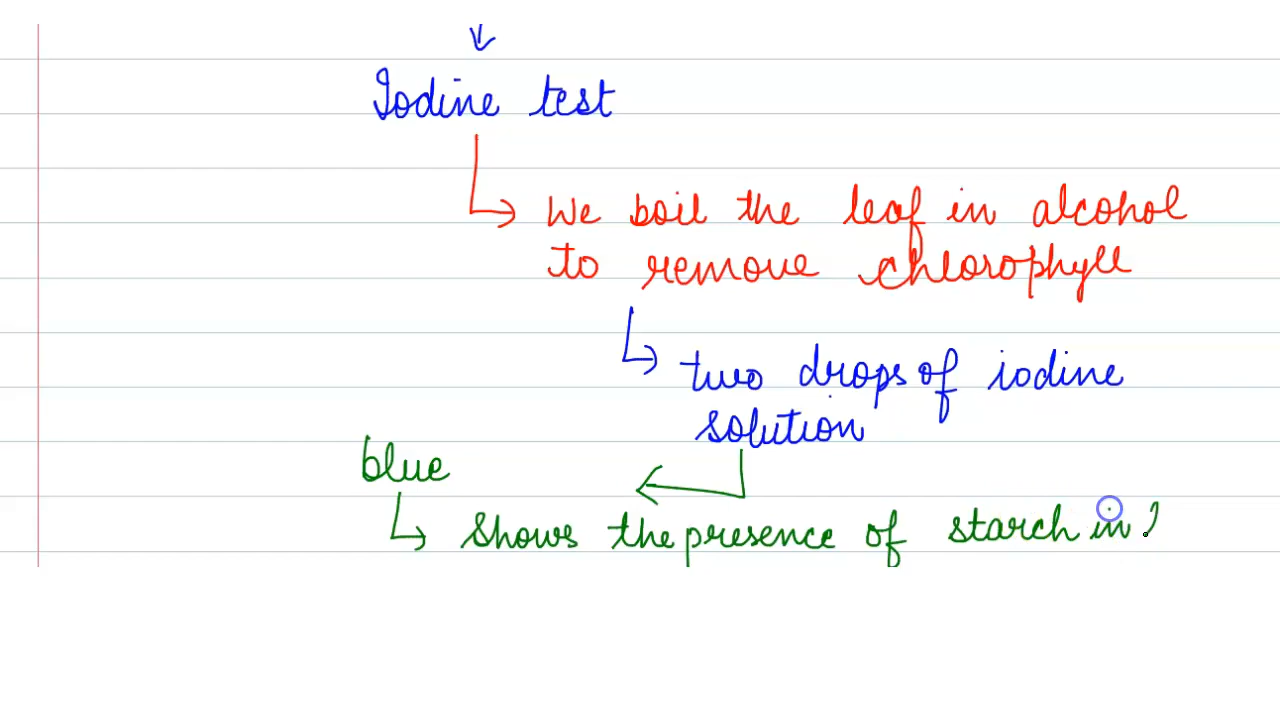 Iodine test
We boil the leaf in alcohol
to remove chlorophyll
two drops of iodine
solution
blue
shows the presence of starch in